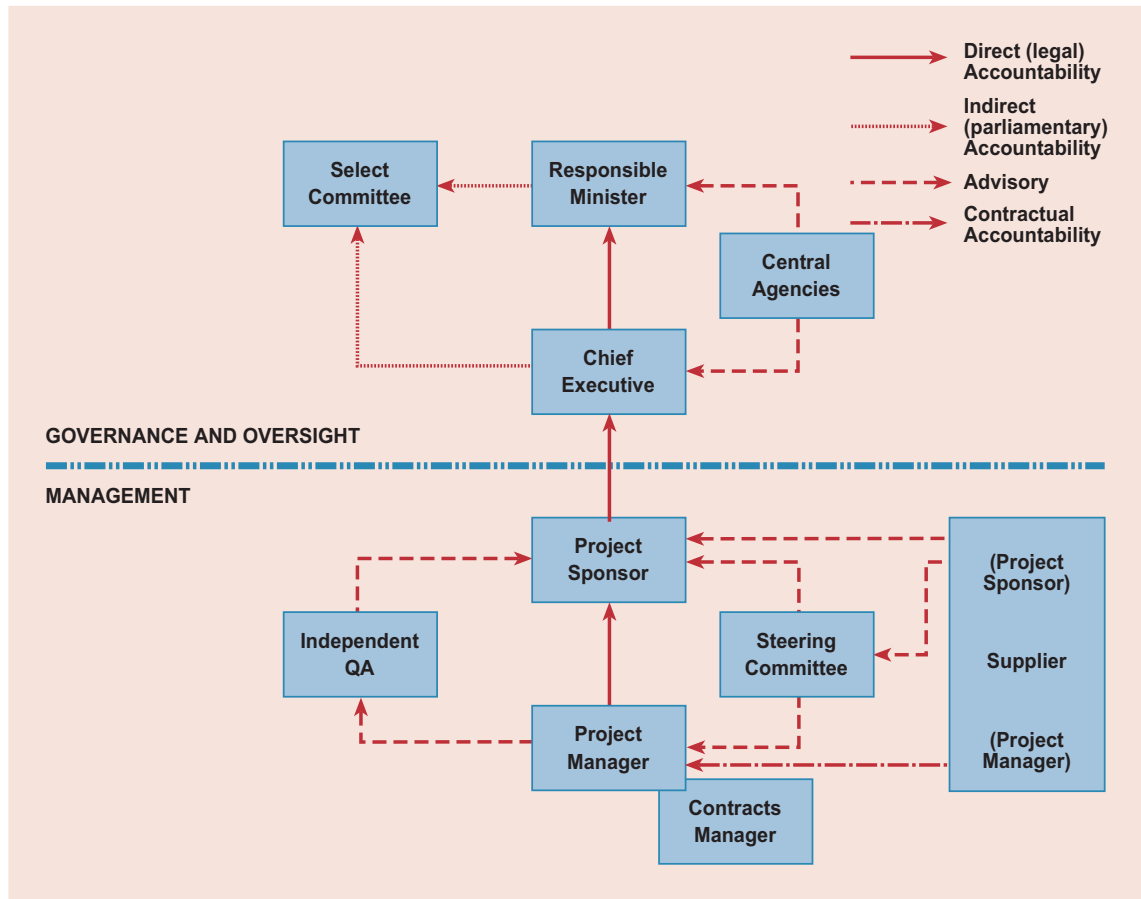 Direct (legal)
Accountability
Indirect
(parliamentary)
Accountability
Advisory
Contractual
Accountability
Select
Committee
Responsible
Minister
Central
Agencies
Chief
Executive
GOVERNANCE AND OVERSIGHT
MANAGEMENT
Project
Sponsor
(Project
Sponsor)
Independent
QA
Steering
Committee
Supplier
Project
Manager
(Project
Manager)
Contracts
Manager